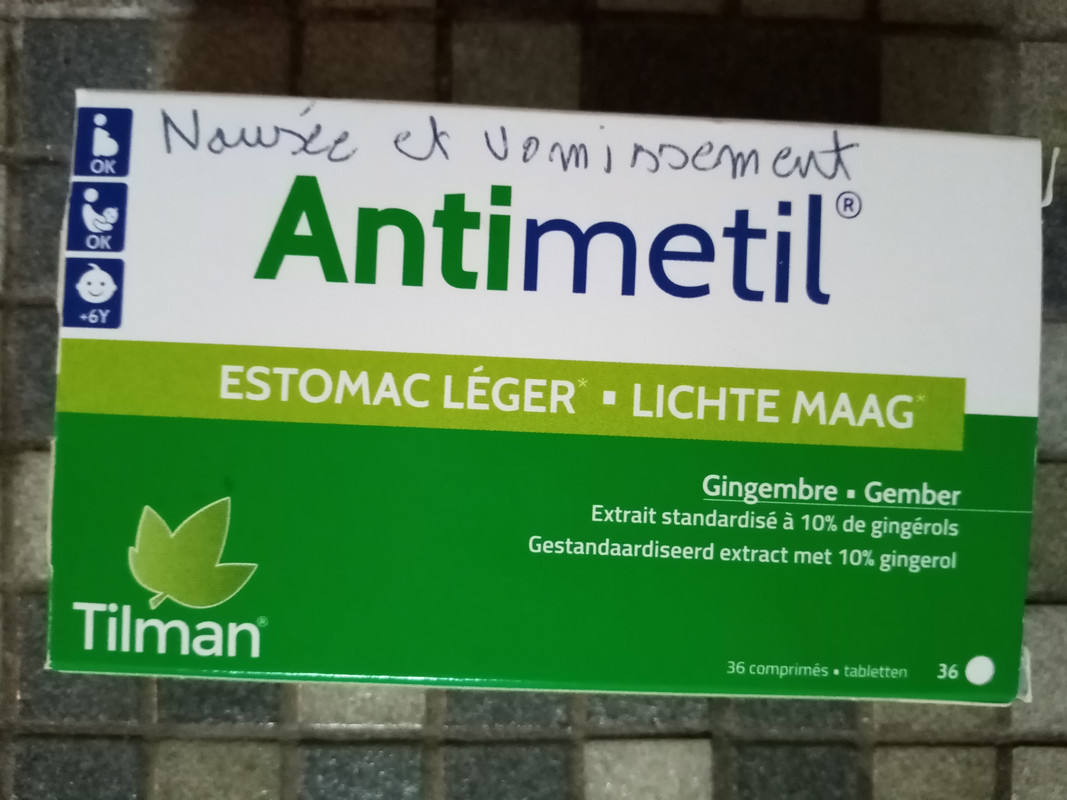 Nausée et vomissement
OK
OK
+6Y
Antimetil®
ESTOMAC LÉGER* ▪ LICHTE MAAG*
Gingembre ▪ Gember
Extrait standardisé à 10% de gingérols
Gestandaardiseerd extract met 10% gingerol
Tilman®
36 comprimés ▪ tabletten 36